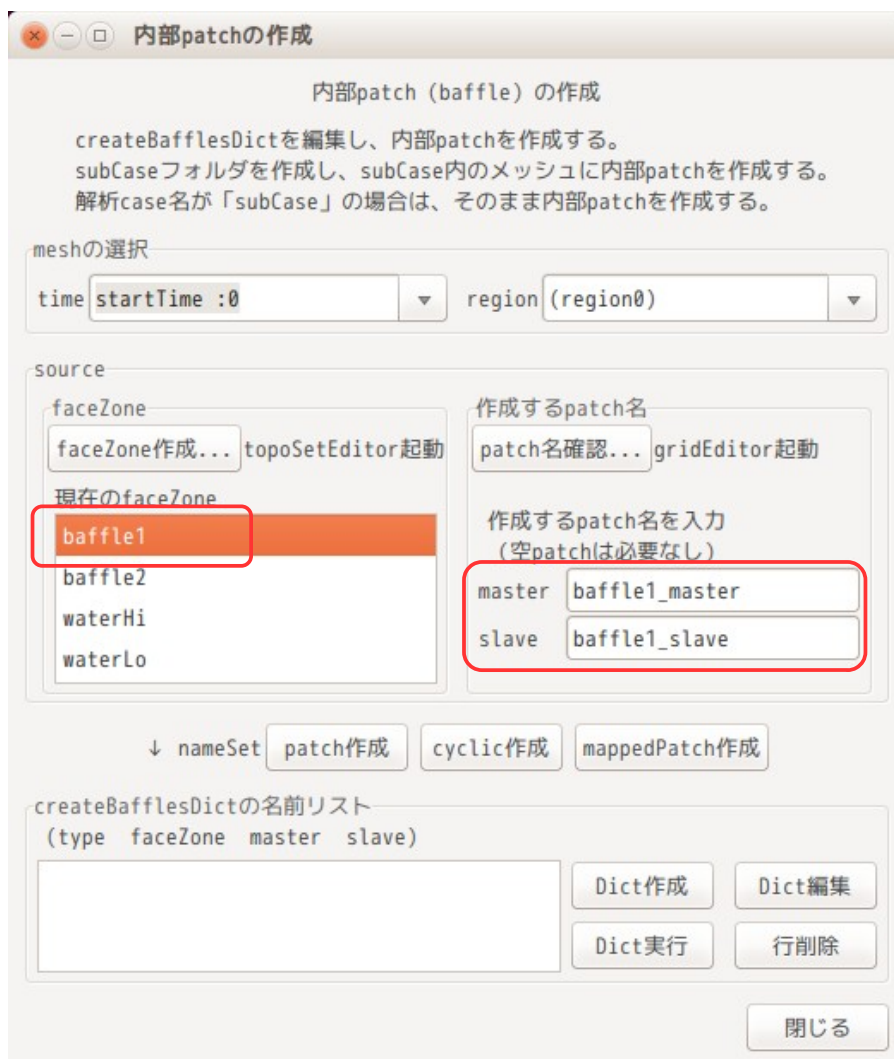 内部patchの作成
内部patch (baffle) の作成
createBafflesDictを編集し、内部patchを作成する。
subCaseフォルダを作成し、subCase内のメッシュに内部patchを作成する。
解析case名が「subCase」の場合は、そのまま内部patchを作成する。
meshの選択
time startTime :0 region (region0)
source
faceZone
faceZone作成... topoSetEditor起動
現在のfaceZone
baffle1
baffle2
waterHi
waterLo
作成するpatch名
patch名確認... gridEditor起動
作成するpatch名を入力
（空patchは必要なし）
master baffle1_master
slave baffle1_slave
↓ nameSet patch作成 cyclic作成 mappedPatch作成
createBafflesDictの名前リスト
(type faceZone master slave)
Dict作成 Dict編集
Dict実行 行削除
閉じる